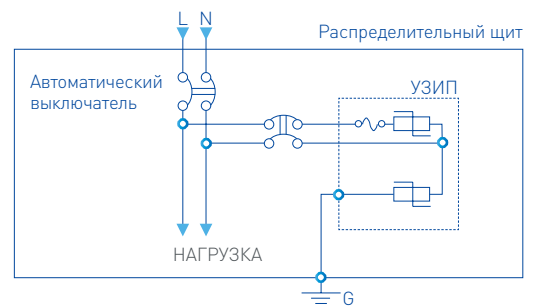 L N
Распределительный щит
Автоматический
выключатель
УЗИП
НАГРУЗКА
G